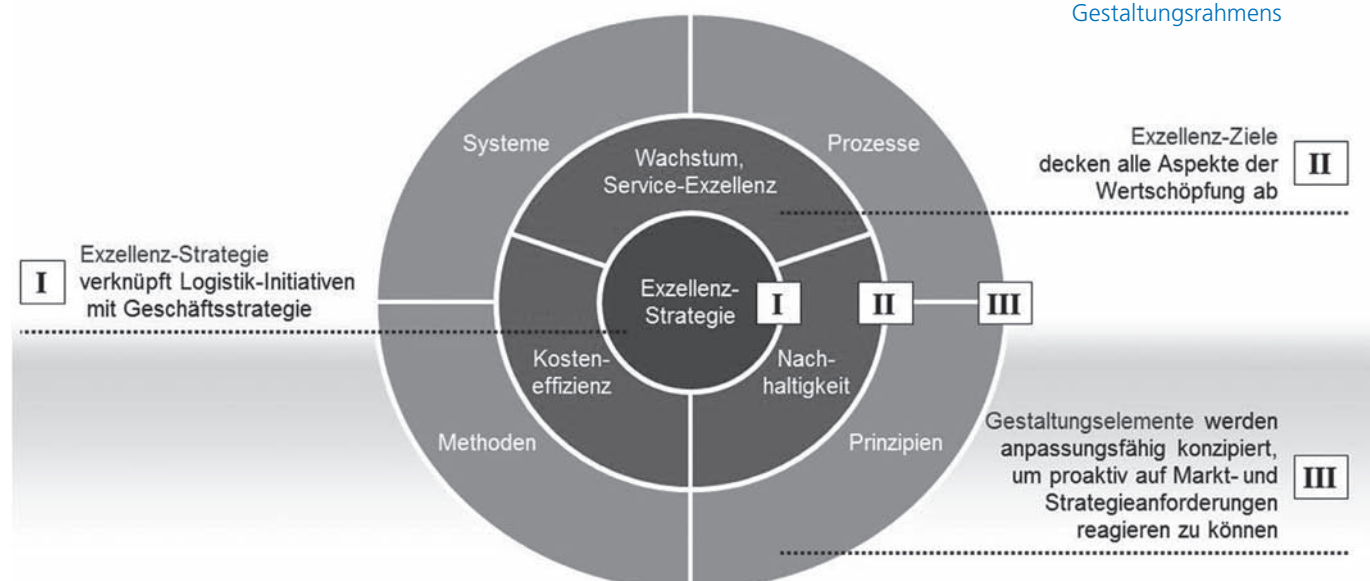 Gestaltungsrahmens
Systeme
Prozesse
Wachstum,
Service-Exzellenz
Exzellenz-Ziele
decken alle Aspekte der
Wertschöpfung ab
II
I
Exzellenz-Strategie
verknüpft Logistik-Initiativen
mit Geschäftsstrategie
Exzellenz-
Strategie
I
II
III
Kosten-
effizienz
Nach-
haltigkeit
Methoden
Prinzipien
Gestaltungselemente werden
anpassungsfähig konzipiert,
um proaktiv auf Markt- und
Strategieanforderungen
reagieren zu können
III